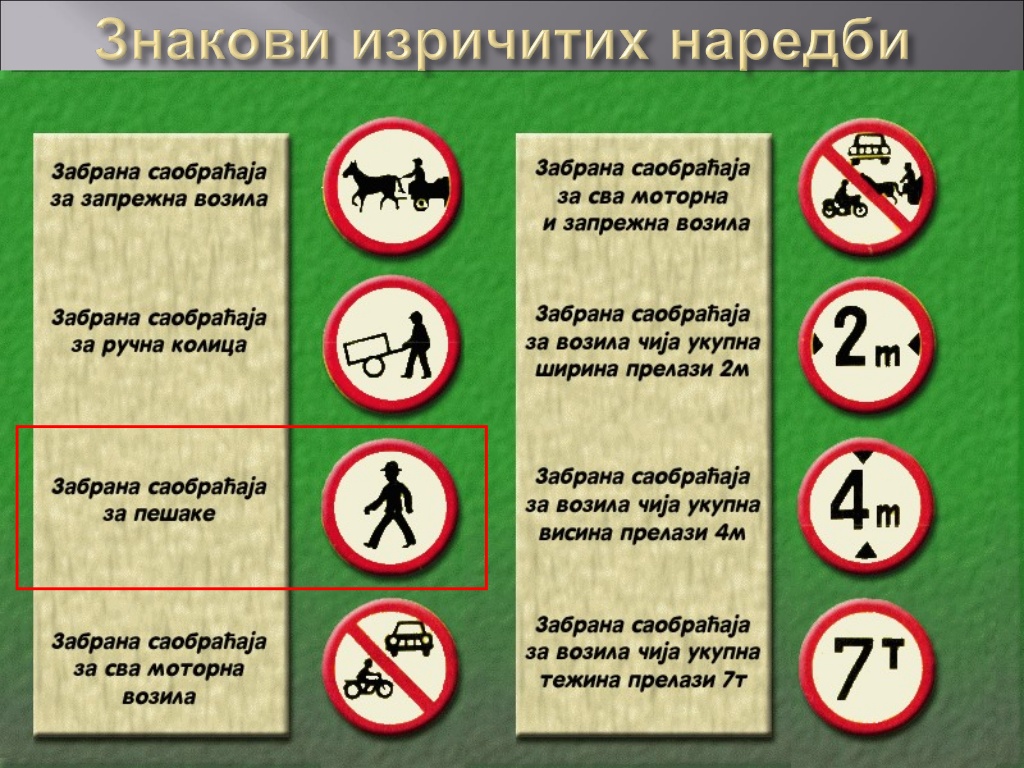 Знакови изричитих наредби
Забрана саобраћаја
за запрежна возила
Забрана саобраћаја
за ручна колица
Забрана саобраћаја
за пешаке
Забрана саобраћаја
за сва моторна
возила
Забрана саобраћаја
за сва моторна
и запрежна возила
Забрана саобраћаја
за возила чија укупна
ширина прелази 2м
2 m
Забрана саобраћаја
за возила чија укупна
висина прелази 4м
4 m
Забрана саобраћаја
за возила чија укупна
тежина прелази 7т
7 т